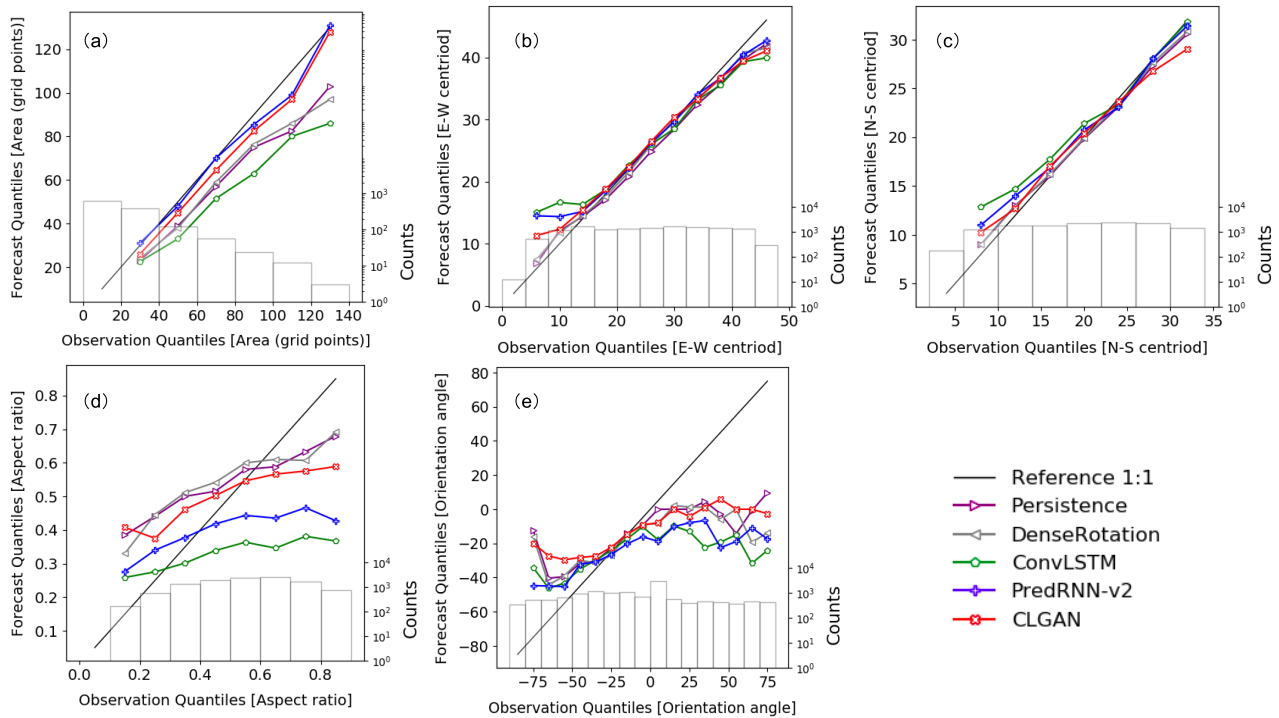 (a)
Forecast Quantiles [Area (grid points)]
120
100
80
60
40
20
10³
10²
10¹
10⁰
Counts
0 20 40 60 80 100 120 140
Observation Quantiles [Area (grid points)]
(b)
Forecast Quantiles [E-W centriod]
40
30
20
10
0
10⁴
10³
10²
10¹
10⁰
Counts
0 10 20 30 40 50
Observation Quantiles [E-W centriod]
(c)
Forecast Quantiles [N-S centriod]
30
25
20
15
10
5
10⁴
10³
10²
10¹
10⁰
Counts
5 10 15 20 25 30 35
Observation Quantiles [N-S centriod]
(d)
Forecast Quantiles [Aspect ratio]
0.8
0.7
0.6
0.5
0.4
0.3
0.2
0.1
10⁴
10³
10²
10¹
10⁰
Counts
0.0 0.2 0.4 0.6 0.8
Observation Quantiles [Aspect ratio]
(e)
Forecast Quantiles [Orientation angle]
80
60
40
20
0
−20
−40
−60
−80
10⁴
10³
10²
10¹
10⁰
Counts
−75 −50 −25 0 25 50 75
Observation Quantiles [Orientation angle]
Reference 1:1
Persistence
DenseRotation
ConvLSTM
PredRNN-v2
CLGAN